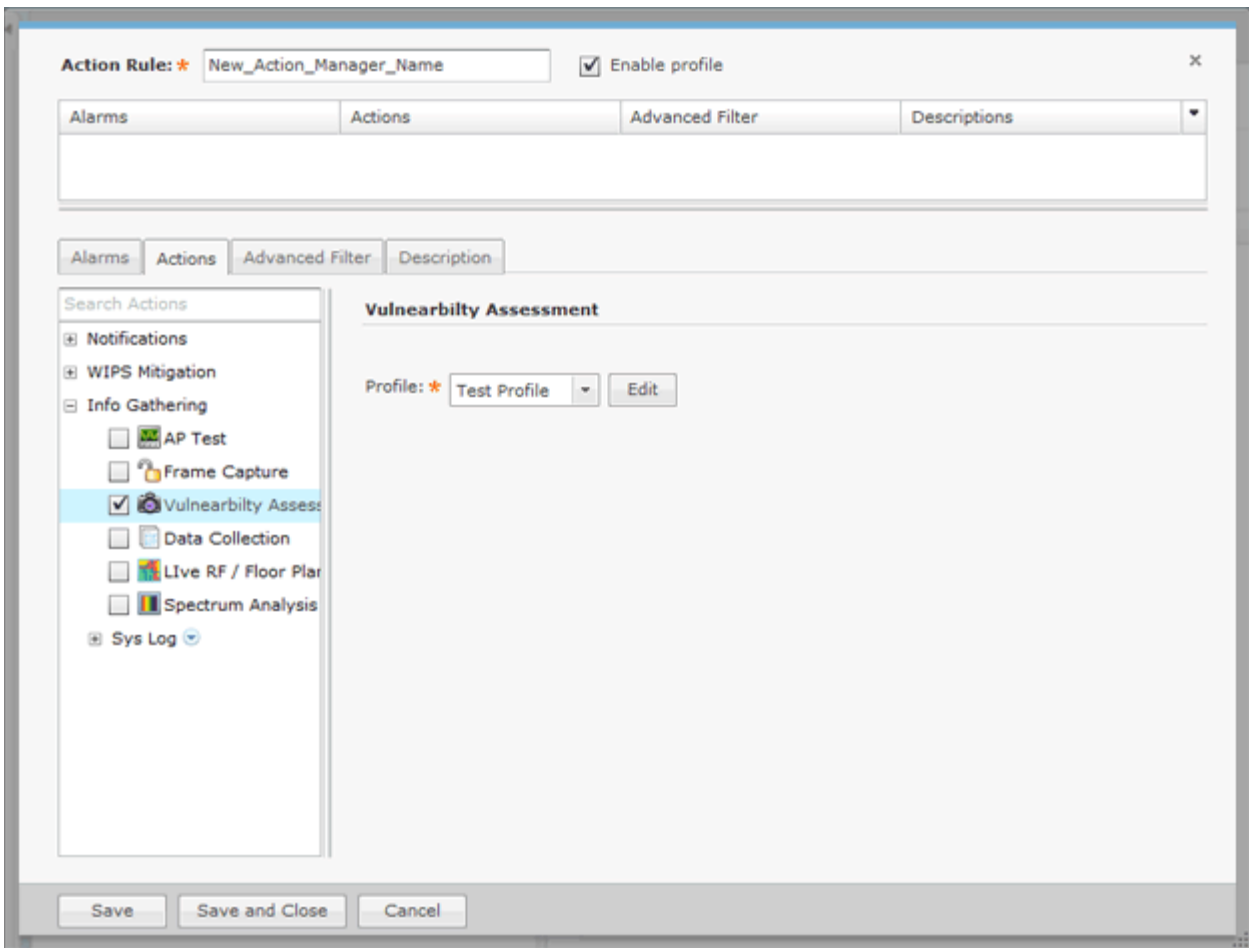 Action Rule: * New_Action_Manager_Name Enable profile
Alarms Actions Advanced Filter Descriptions
Alarms Actions Advanced Filter Description
Search Actions
Vulnearbilty Assessment
Notifications
WIPS Mitigation
Profile: * Test Profile Edit
Info Gathering
AP Test
Frame Capture
Vulnearbilty Assess
Data Collection
LIve RF / Floor Plan
Spectrum Analysis
Sys Log
Save Save and Close Cancel